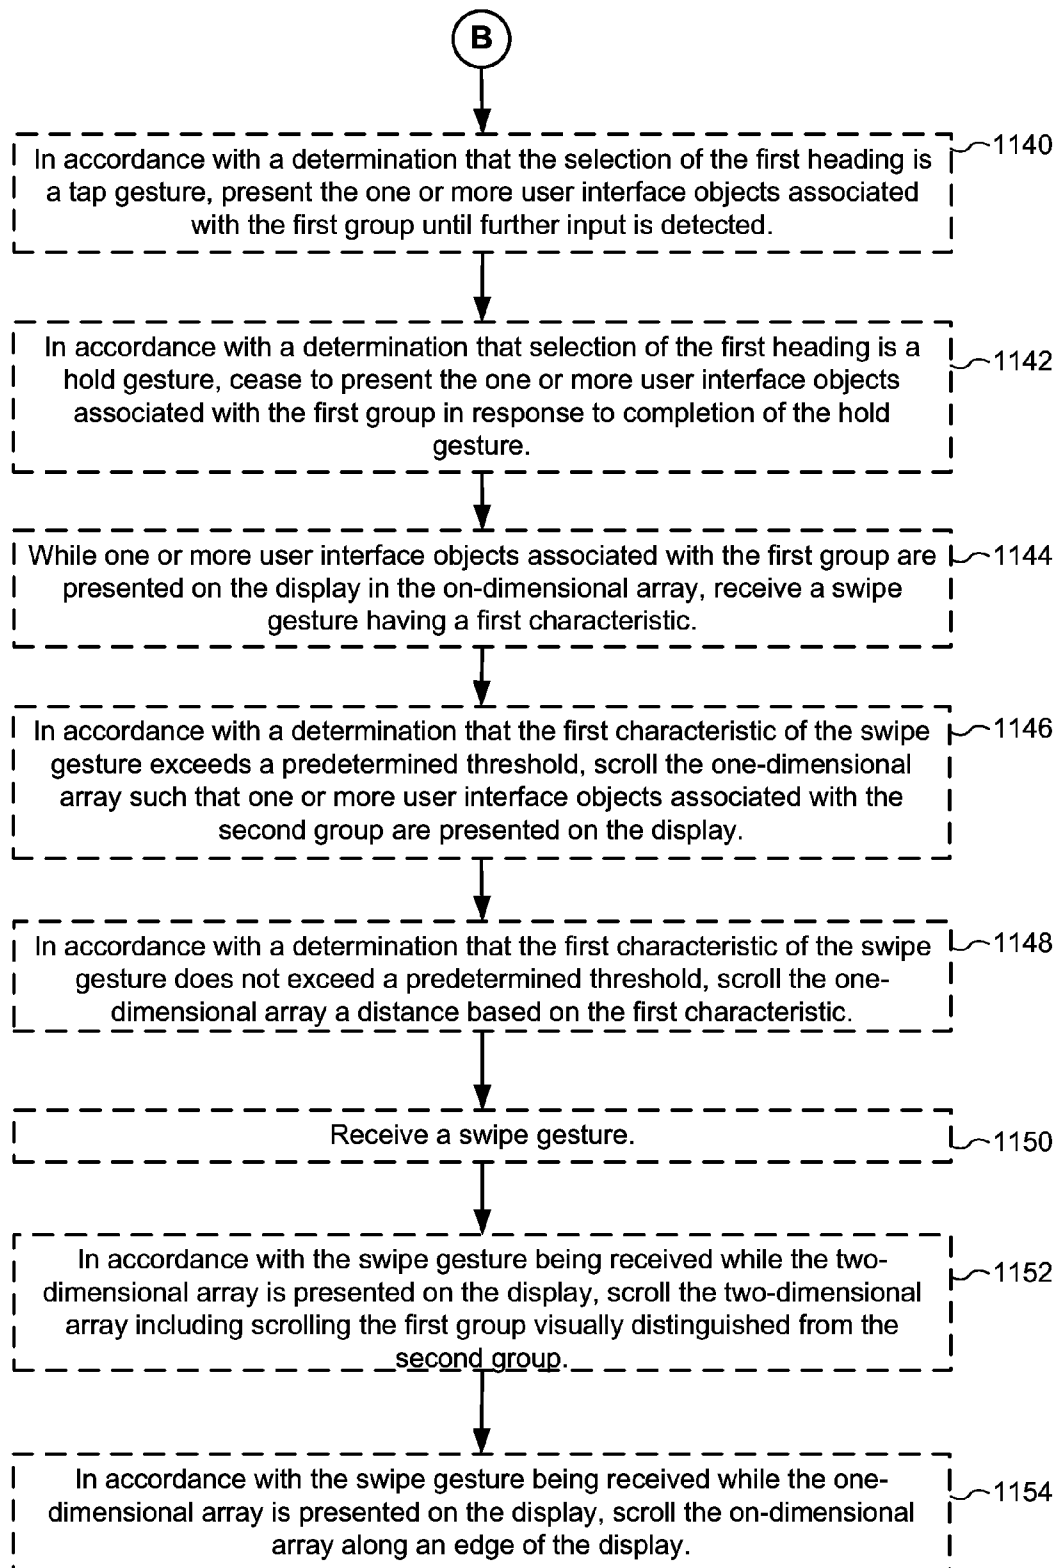 B
In accordance with a determination that the selection of the first heading is
a tap gesture, present the one or more user interface objects associated
with the first group until further input is detected.
1140
In accordance with a determination that selection of the first heading is a
hold gesture, cease to present the one or more user interface objects
associated with the first group in response to completion of the hold
gesture.
1142
While one or more user interface objects associated with the first group are
presented on the display in the on-dimensional array, receive a swipe
gesture having a first characteristic.
1144
In accordance with a determination that the first characteristic of the swipe
gesture exceeds a predetermined threshold, scroll the one-dimensional
array such that one or more user interface objects associated with the
second group are presented on the display.
1146
In accordance with a determination that the first characteristic of the swipe
gesture does not exceed a predetermined threshold, scroll the one-
dimensional array a distance based on the first characteristic.
1148
Receive a swipe gesture.
1150
In accordance with the swipe gesture being received while the two-
dimensional array is presented on the display, scroll the two-dimensional
array including scrolling the first group visually distinguished from the
second group.
1152
In accordance with the swipe gesture being received while the one-
dimensional array is presented on the display, scroll the on-dimensional
array along an edge of the display.
1154